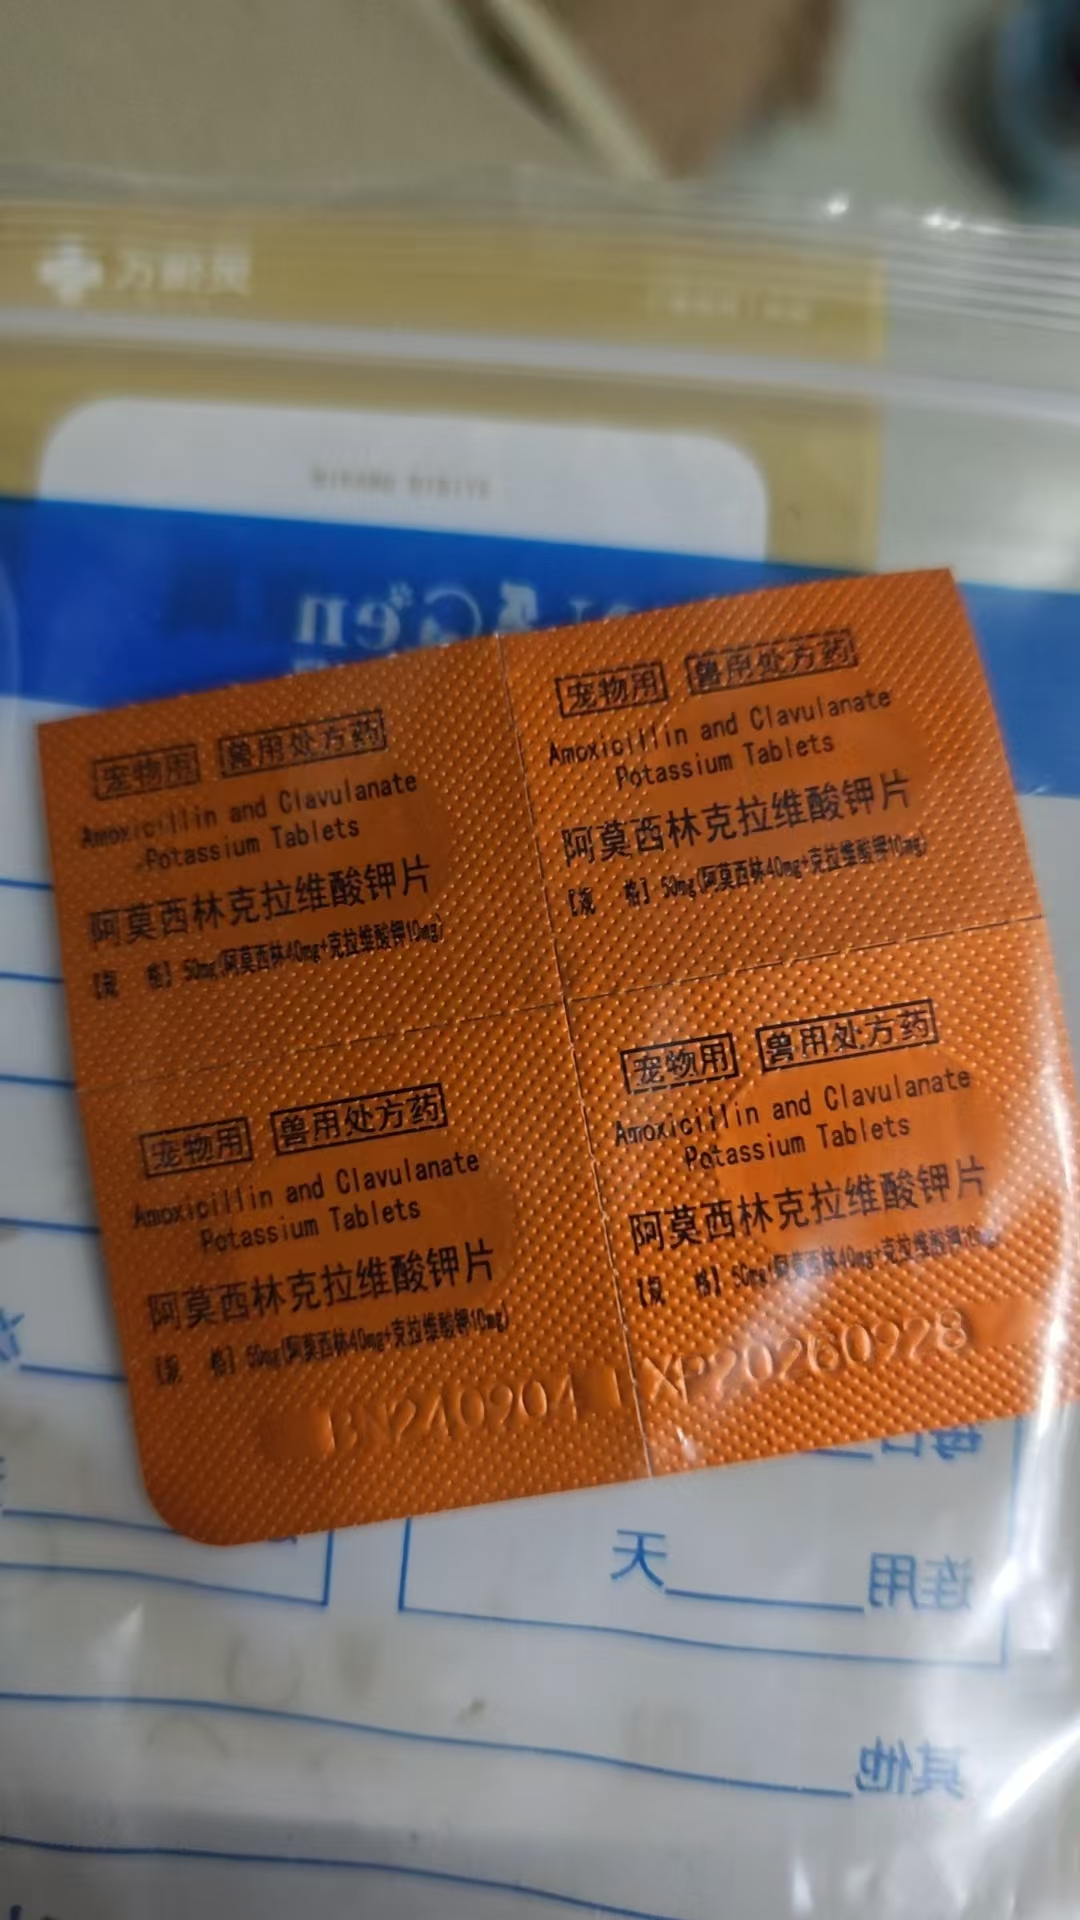 宠物用 兽用处方药
Amoxicillin and Clavulanate
Potassium Tablets
阿莫西林克拉维酸钾片
【规 格】50mg(阿莫西林40mg+克拉维酸钾10mg)
宠物用 兽用处方药
Amoxicillin and Clavulanate
Potassium Tablets
阿莫西林克拉维酸钾片
【规 格】50mg(阿莫西林40mg+克拉维酸钾10mg)
宠物用 兽用处方药
Amoxicillin and Clavulanate
Potassium Tablets
阿莫西林克拉维酸钾片
【规 格】50mg(阿莫西林40mg+克拉维酸钾10mg)
宠物用 兽用处方药
Amoxicillin and Clavulanate
Potassium Tablets
阿莫西林克拉维酸钾片
【规 格】50mg(阿莫西林40mg+克拉维酸钾10mg)
BN240904 EXP20260928
每日
连用 天
其他